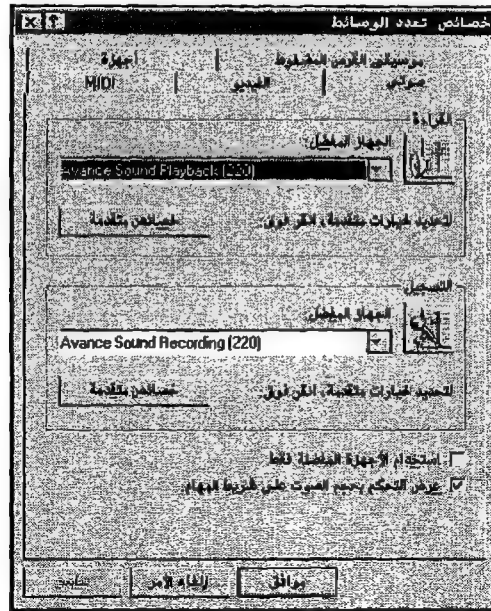 خصائص تعدد الوسائط
موسيقى القرص المضغوط
أجهزة
صوتي
الفيديو
MIDI
القراءة
الجهاز المفضل:
Avance Sound Playback (220)
لتحديد خيارات متقدمة، انقر فوق:
خصائص متقدمة
التسجيل
الجهاز المفضل:
Avance Sound Recording (220)
لتحديد خيارات متقدمة، انقر فوق:
خصائص متقدمة
استخدام الأجهزة المفضلة فقط
عرض التحكم بحجم الصوت على شريط المهام
موافق
إلغاء الأمر